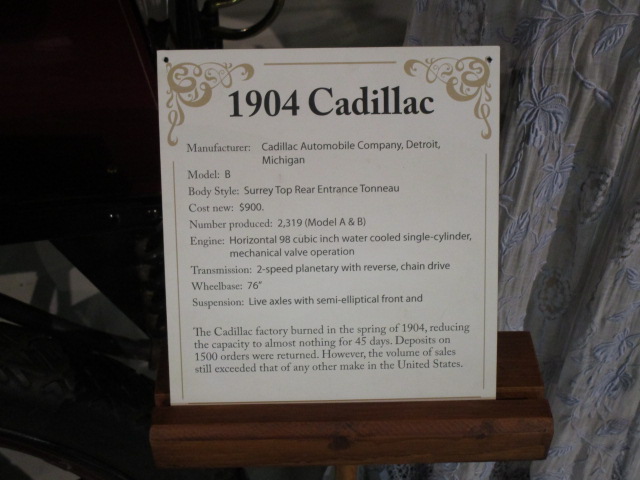 1904 Cadillac
Manufacturer: Cadillac Automobile Company, Detroit,
Michigan
Model: B
Body Style: Surrey Top Rear Entrance Tonneau
Cost new: $900.
Number produced: 2,319 (Model A & B)
Engine: Horizontal 98 cubic inch water cooled single-cylinder,
mechanical valve operation
Transmission: 2-speed planetary with reverse, chain drive
Wheelbase: 76”
Suspension: Live axles with semi-elliptical front and
The Cadillac factory burned in the spring of 1904, reducing
the capacity to almost nothing for 45 days. Deposits on
1500 orders were returned. However, the volume of sales
still exceeded that of any other make in the United States.